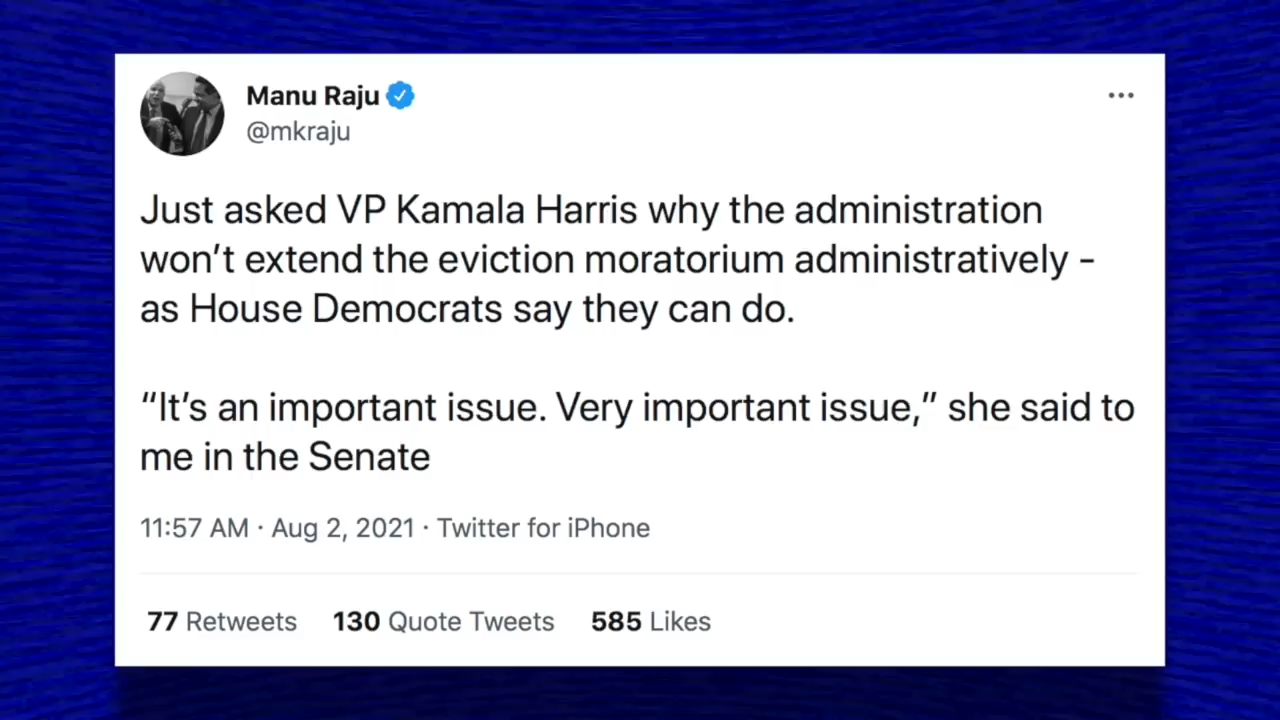 Manu Raju
@mkraju
Just asked VP Kamala Harris why the administration
won’t extend the eviction moratorium administratively -
as House Democrats say they can do.
“It’s an important issue. Very important issue,” she said to
me in the Senate
11:57 AM · Aug 2, 2021 · Twitter for iPhone
77 Retweets 130 Quote Tweets 585 Likes